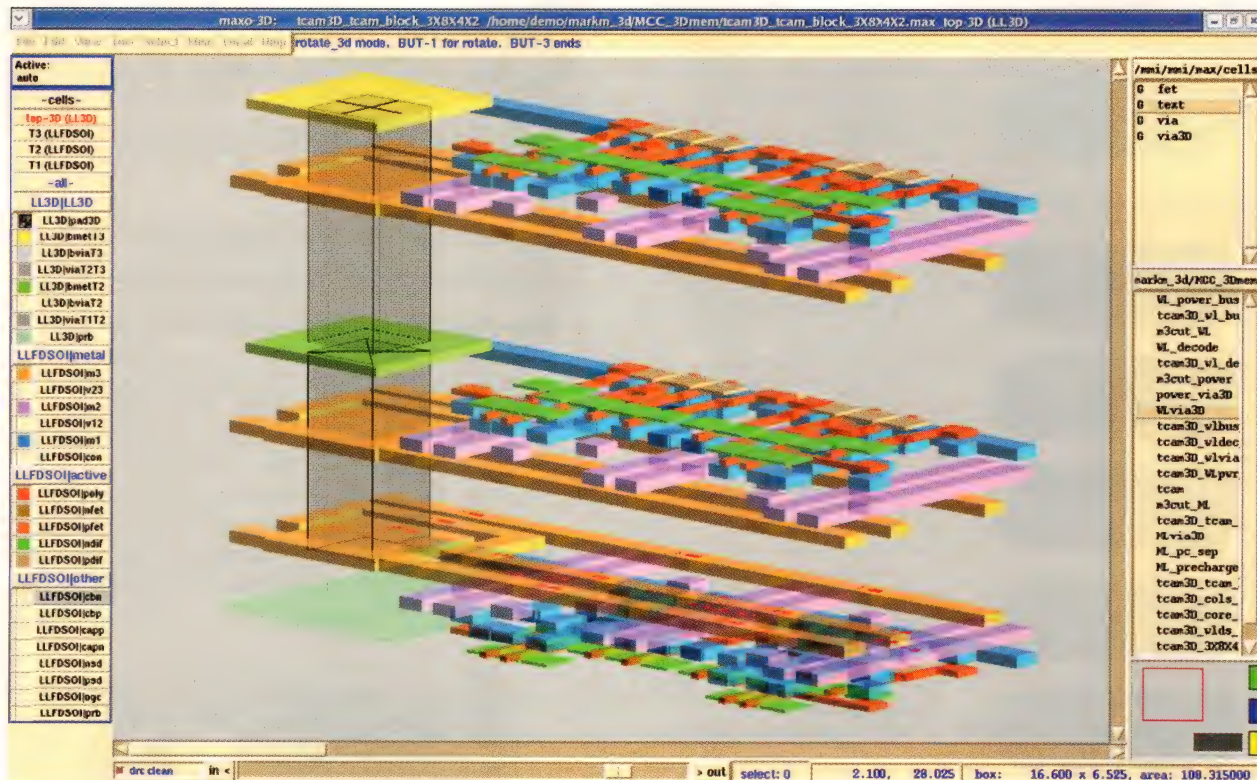 maxo-3D: tcam3D_tcam_block_3X8X4X2 /home/demo/markm_3d/MCC_3Dmem/tcam3D_tcam_block_3X8X4X2.max top-3D (LL3D)
rotate_3d mode. BUT-1 for rotate. BUT-3 ends
Active:
auto
-cells-
top-3D (LL3D)
T3 (LLFDSOI)
T2 (LLFDSOI)
T1 (LLFDSOI)
-all-
LL3D|LL3D
LL3D|pad3D
LL3D|bmetT3
LL3D|bviaT3
LL3D|viaT2T3
LL3D|bmetT2
LL3D|bviaT2
LL3D|viaT1T2
LL3D|prb
LLFDSOI|metal
LLFDSOI|m3
LLFDSOI|v23
LLFDSOI|m2
LLFDSOI|v12
LLFDSOI|m1
LLFDSOI|con
LLFDSOI|active
LLFDSOI|poly
LLFDSOI|nfet
LLFDSOI|pfet
LLFDSOI|ndif
LLFDSOI|pdif
LLFDSOI|other
LLFDSOI|cbn
LLFDSOI|cbp
LLFDSOI|capp
LLFDSOI|capn
LLFDSOI|nsd
LLFDSOI|psd
LLFDSOI|ogc
LLFDSOI|prb
/mmi/mmi/max/cells
G fet
G text
G via
G via3D
markm_3d/MCC_3Dmem
WL_power_bus
tcam3D_wl_bu
m3cut_WL
WL_decode
tcam3D_wl_de
m3cut_power
power_via3D
WLvia3D
tcam3D_wlbus
tcam3D_wldec
tcam3D_wlvia
tcam3D_WLpwr
tcam
m3cut_ML
tcam3D_tcam_
MLvia3D
ML_pc_sep
ML_precharge
tcam3D_tcam_
tcam3D_cols_
tcam3D_core_
tcam3D_vlds_
tcam3D_3X8X4
drc clean in < > out select: 0 2.100, 28.025 box: 16.600 x 6.525, area: 108.315000